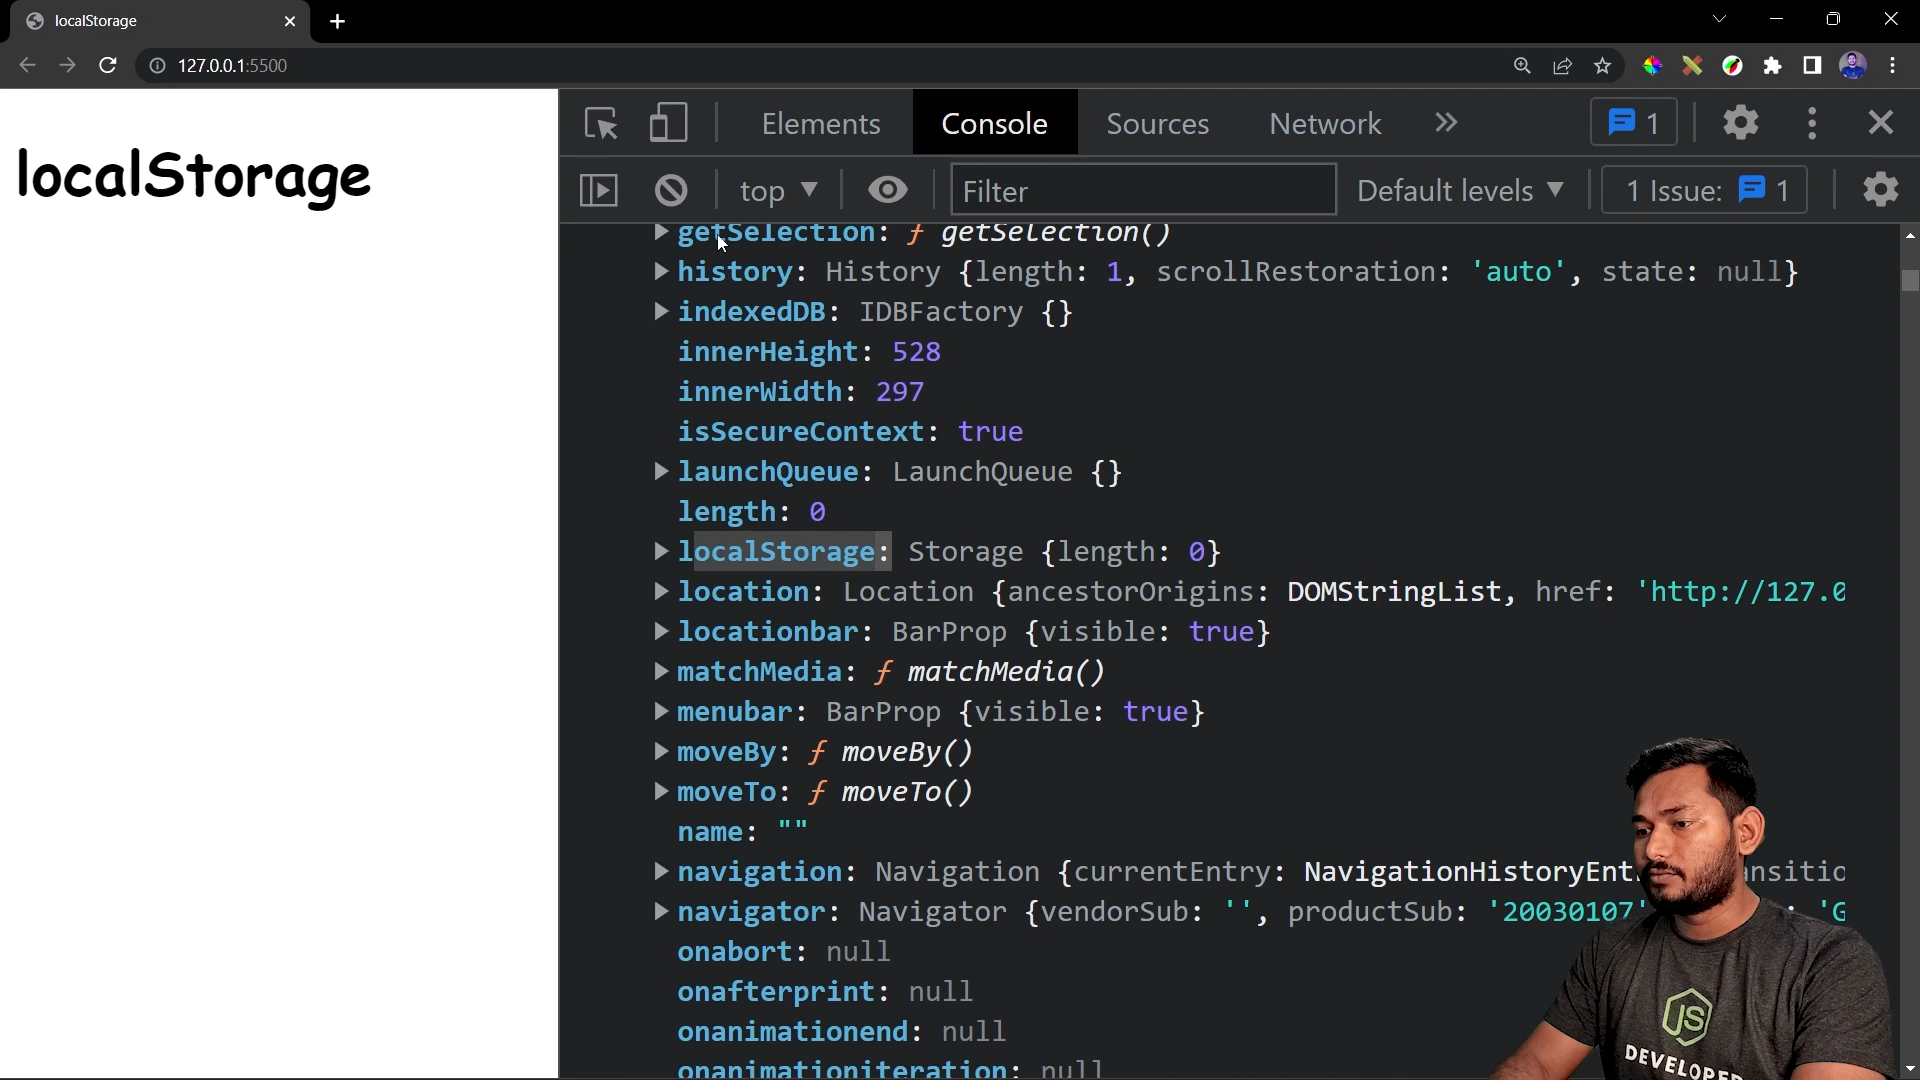 localStorage
127.0.0.1:5500
localStorage
Elements Console Sources Network 1
top Filter Default levels 1 Issue: 1
getSelection: ƒ getSelection()
history: History {length: 1, scrollRestoration: 'auto', state: null}
indexedDB: IDBFactory {}
innerHeight: 528
innerWidth: 297
isSecureContext: true
launchQueue: LaunchQueue {}
length: 0
localStorage: Storage {length: 0}
location: Location {ancestorOrigins: DOMStringList, href: 'http://127.0
locationbar: BarProp {visible: true}
matchMedia: ƒ matchMedia()
menubar: BarProp {visible: true}
moveBy: ƒ moveBy()
moveTo: ƒ moveTo()
name: ""
navigation: Navigation {currentEntry: NavigationHistoryEnt
navigator: Navigator {vendorSub: '', productSub: '20030107'
onabort: null
onafterprint: null
onanimationend: null
onanimationiteration: null
JS
DEVELOPER